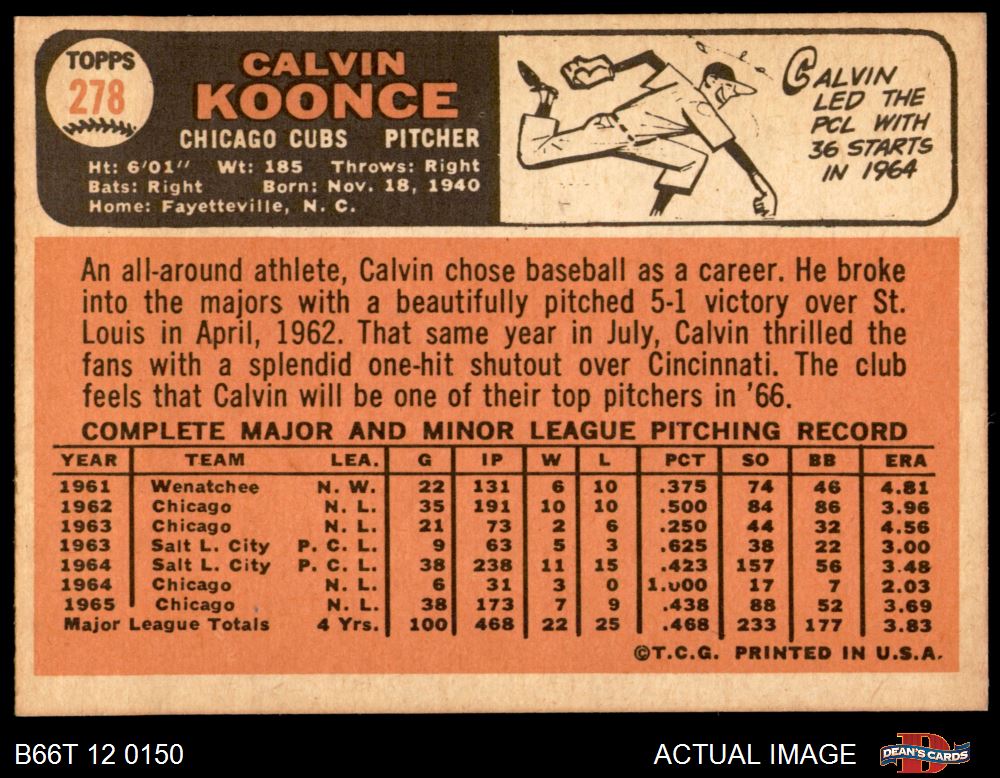 TOPPS
278
CALVIN
KOONCE
CHICAGO CUBS PITCHER
Ht: 6'01" Wt: 185 Throws: Right
Bats: Right Born: Nov. 18, 1940
Home: Fayetteville, N. C.
CALVIN
LED THE
PCL WITH
36 STARTS
IN 1964
An all-around athlete, Calvin chose baseball as a career. He broke
into the majors with a beautifully pitched 5-1 victory over St.
Louis in April, 1962. That same year in July, Calvin thrilled the
fans with a splendid one-hit shutout over Cincinnati. The club
feels that Calvin will be one of their top pitchers in '66.
COMPLETE MAJOR AND MINOR LEAGUE PITCHING RECORD
YEAR TEAM LEA. G IP W L PCT SO BB ERA
1961 Wenatchee N. W. 22 131 6 10 .375 74 46 4.81
1962 Chicago N. L. 35 191 10 10 .500 84 86 3.96
1963 Chicago N. L. 21 73 2 6 .250 44 32 4.56
1963 Salt L. City P. C. L. 9 63 5 3 .625 38 22 3.00
1964 Salt L. City P. C. L. 38 238 11 15 .423 157 56 3.48
1964 Chicago N. L. 6 31 3 0 1.000 17 7 2.03
1965 Chicago N. L. 38 173 7 9 .438 88 52 3.69
Major League Totals 4 Yrs. 100 468 22 25 .468 233 177 3.83
©T.C.G. PRINTED IN U.S.A.
B66T 12 0150 ACTUAL IMAGE DEAN'S CARDS